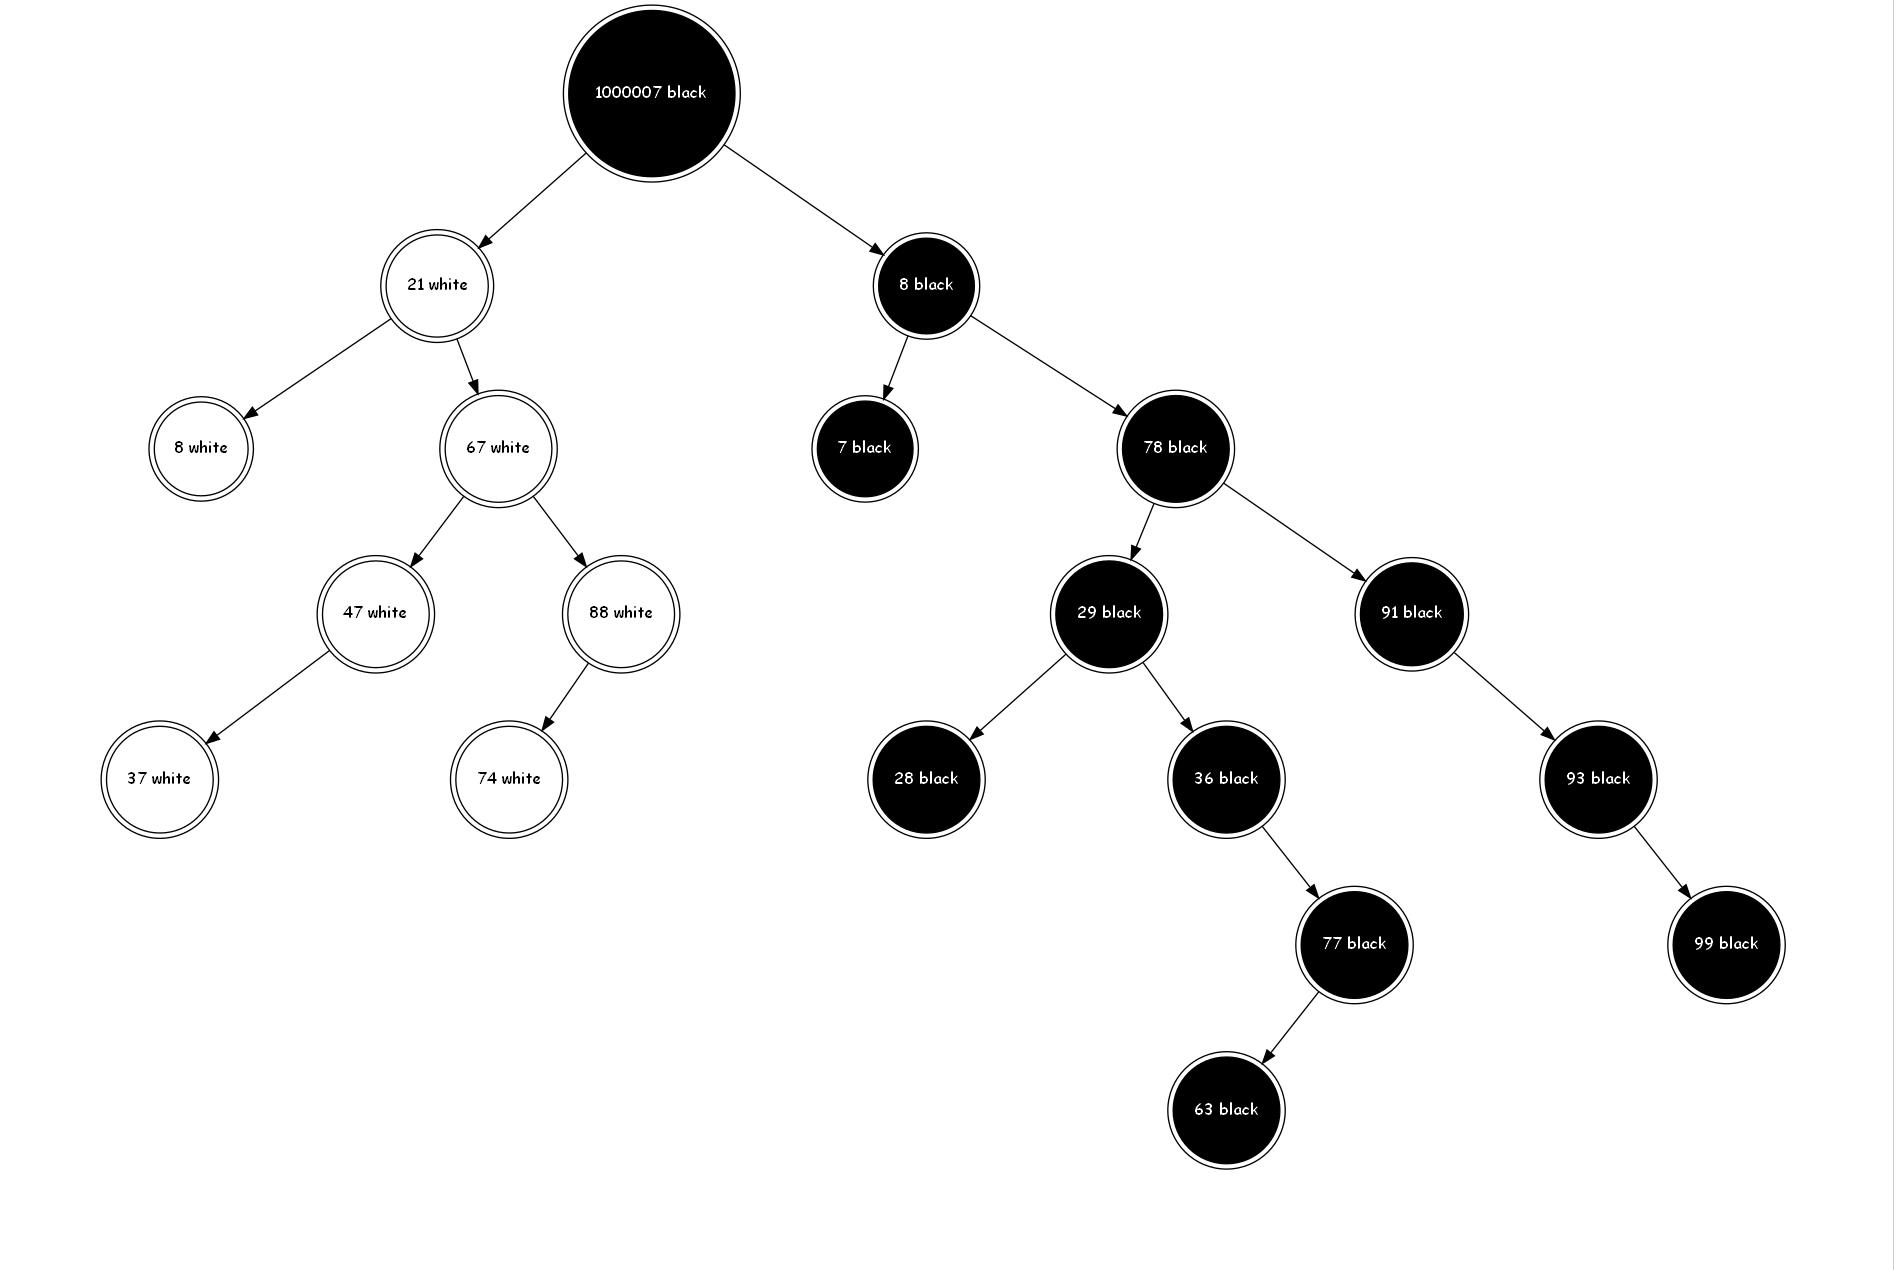 1000007 black
21 white
8 black
8 white
67 white
7 black
78 black
47 white
88 white
29 black
91 black
37 white
74 white
28 black
36 black
93 black
77 black
99 black
63 black